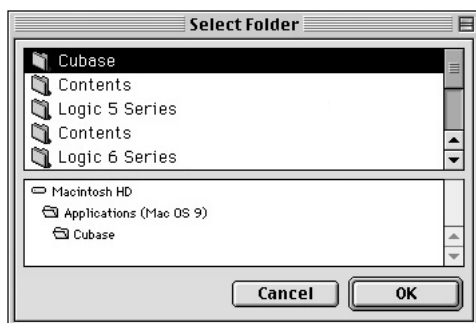 Select Folder
Cubase
Contents
Logic 5 Series
Contents
Logic 6 Series
Macintosh HD
Applications (Mac OS 9)
Cubase
Cancel OK